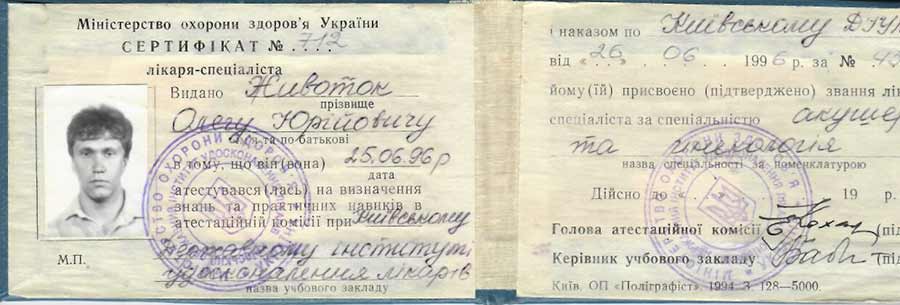 Міністерство охорони здоров'я України
СЕРТИФІКАТ № 712
лікаря-спеціаліста
Видано Животок
прізвище
Олегу Юрійовичу
по батькові
в тому, що він(вона) 25.06.96 р
дата
атестувався (лась) на визначення
знань та практичних навиків в
атестаційній комісії при Київському
державному інституті
удосконалення лікарів
назва учбового закладу
М.П.
і наказом по Київському
від «26» 06 1996 р. за №
йому (їй) присвоєно (підтверджено) звання
спеціаліста за спеціальністю акушер
та гінекологія
назва спеціальності за номенклатурою
Дійсно до 19 р.
Голова атестаційної комісії
Керівник учбового закладу
Київ. ОП «Поліграфіст» 1994 З. 128—5000.